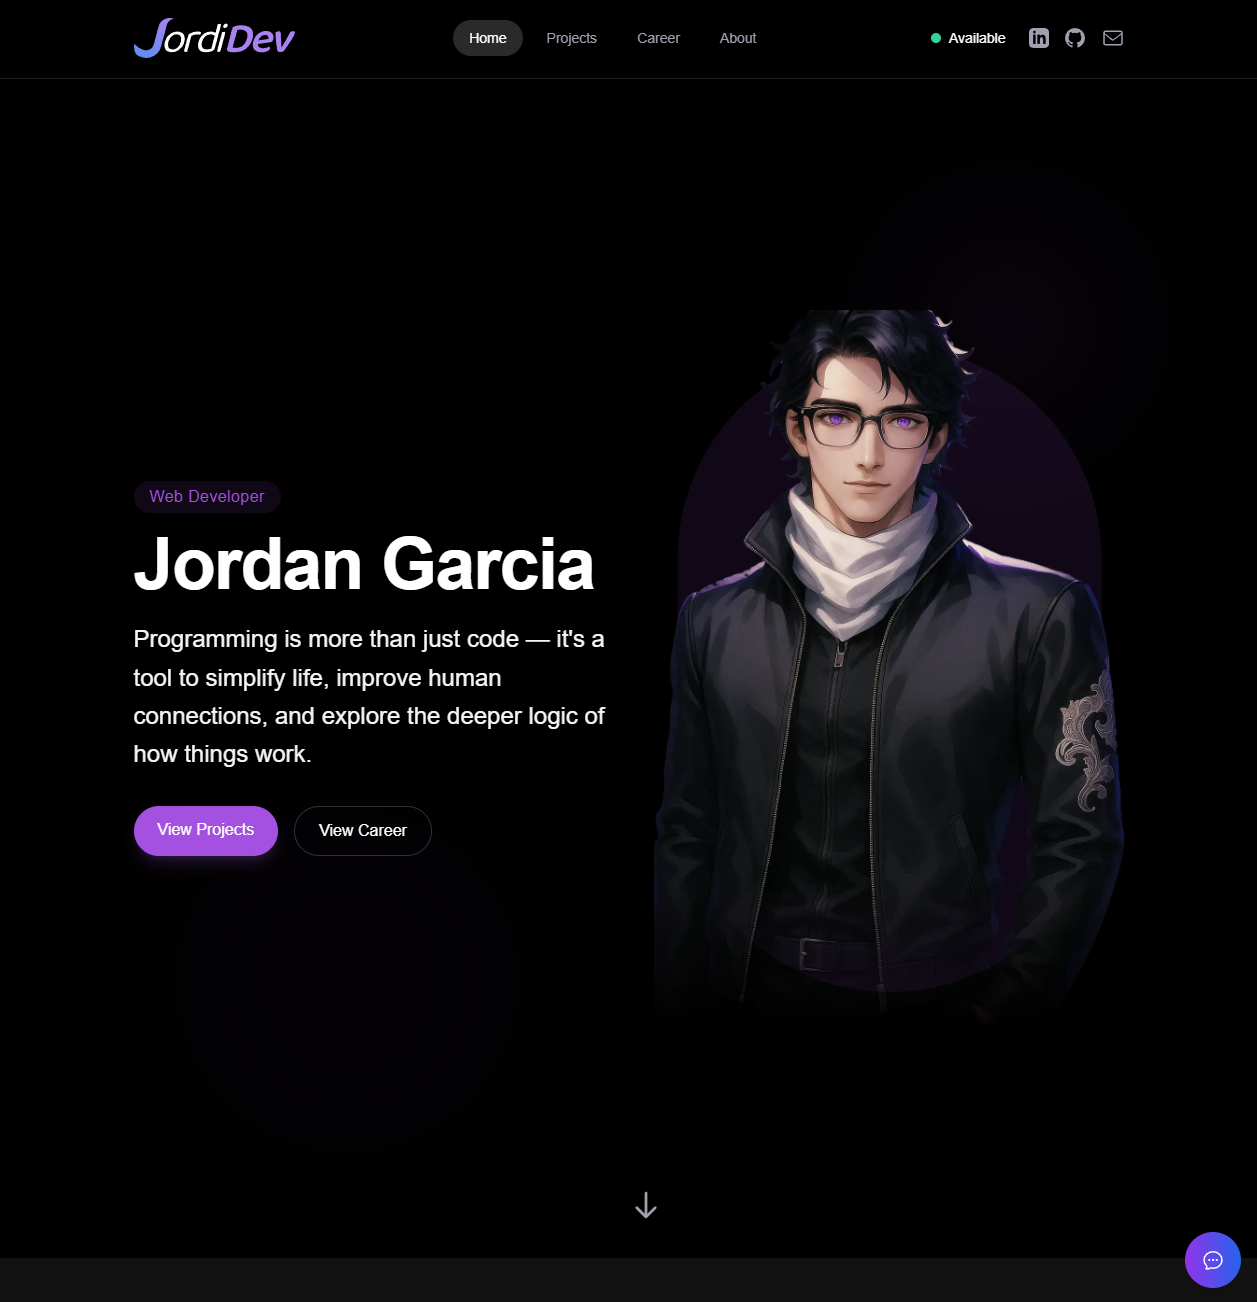 JordiDev
Home
Projects
Career
About
Available
in
Web Developer
Jordan Garcia
Programming is more than just code — it's a
tool to simplify life, improve human
connections, and explore the deeper logic of
how things work.
View Projects
View Career